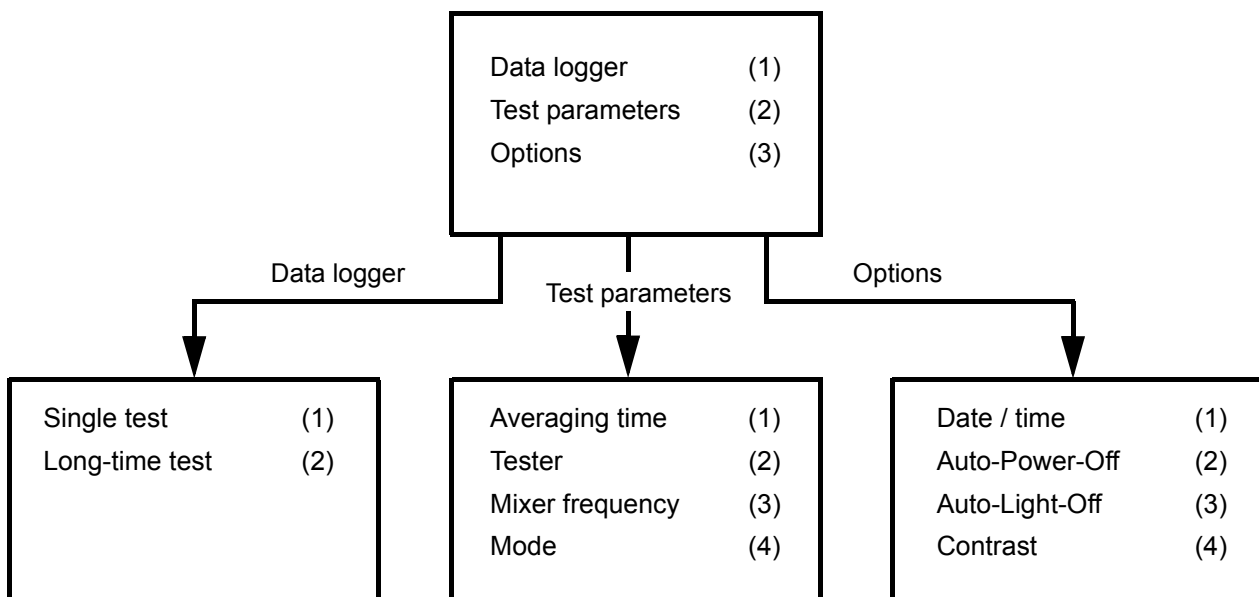 Data logger (1)
Test parameters (2)
Options (3)
Data logger
Test parameters
Options
Single test (1)
Long-time test (2)
Averaging time (1)
Tester (2)
Mixer frequency (3)
Mode (4)
Date / time (1)
Auto-Power-Off (2)
Auto-Light-Off (3)
Contrast (4)